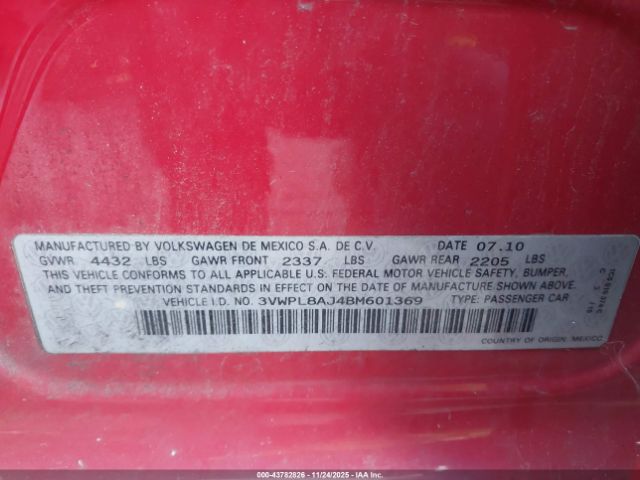 MANUFACTURED BY VOLKSWAGEN DE MEXICO S.A. DE C.V. DATE 07.10
GVWR 4432 LBS GAWR FRONT 2337 LBS GAWR REAR 2205 LBS
THIS VEHICLE CONFORMS TO ALL APPLICABLE U.S. FEDERAL MOTOR VEHICLE SAFETY, BUMPER,
AND THEFT PREVENTION STANDARDS IN EFFECT ON THE DATE OF MANUFACTURE SHOWN ABOVE.
VEHICLE I.D. NO. 3VWPL8AJ4BM601369 TYPE: PASSENGER CAR
COUNTRY OF ORIGIN: MEXICO
000-43782826 - 11/24/2025 - IAAI.COM